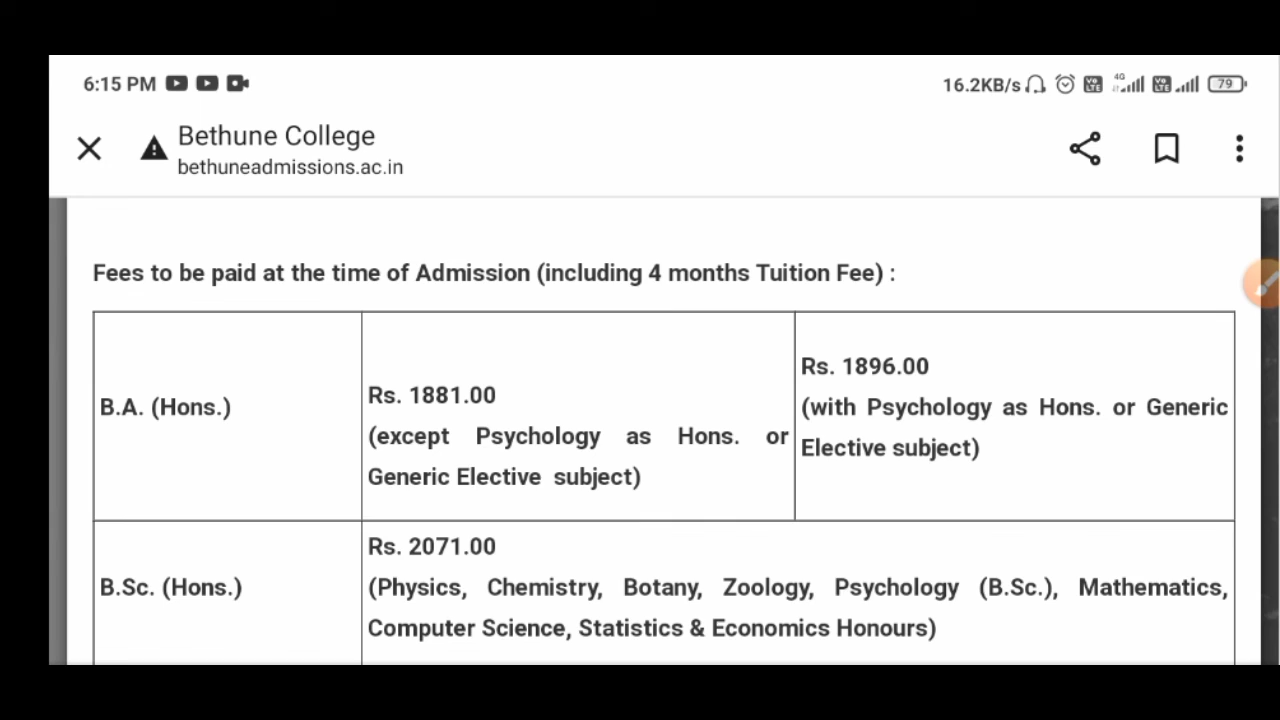 6:15 PM
16.2KB/s
4G
79
Bethune College
bethuneadmissions.ac.in
Fees to be paid at the time of Admission (including 4 months Tuition Fee) :
B.A. (Hons.)
Rs. 1881.00
(except Psychology as Hons. or
Generic Elective subject)
Rs. 1896.00
(with Psychology as Hons. or Generic
Elective subject)
B.Sc. (Hons.)
Rs. 2071.00
(Physics, Chemistry, Botany, Zoology, Psychology (B.Sc.), Mathematics,
Computer Science, Statistics & Economics Honours)